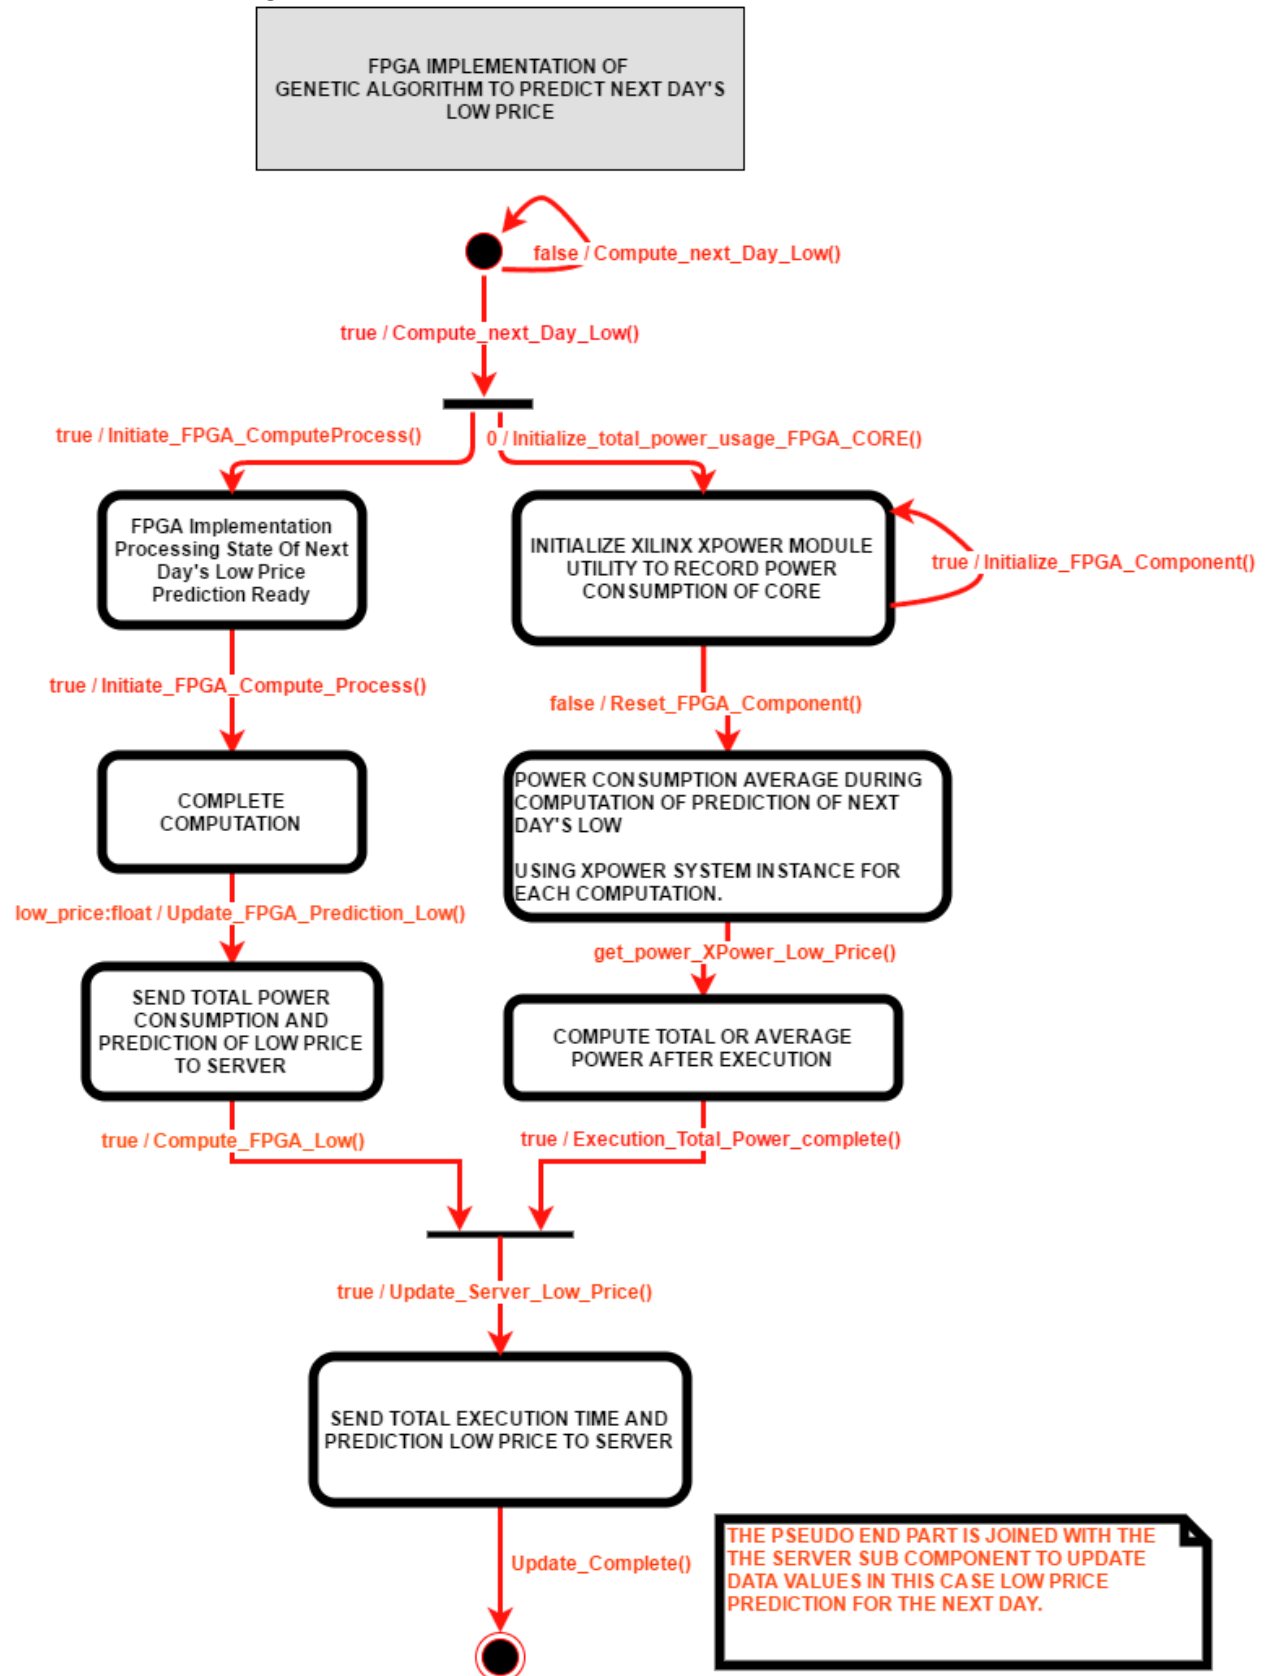 FPGA IMPLEMENTATION OF
GENETIC ALGORITHM TO PREDICT NEXT DAY'S
LOW PRICE
false / Compute_next_Day_Low()
true / Compute_next_Day_Low()
true / Initiate_FPGA_ComputeProcess()
0 / Initialize_total_power_usage_FPGA_CORE()
FPGA Implementation
Processing State Of Next
Day's Low Price
Prediction Ready
INITIALIZE XILINX XPOWER MODULE
UTILITY TO RECORD POWER
CONSUMPTION OF CORE
true / Initialize_FPGA_Component()
true / Initiate_FPGA_Compute_Process()
false / Reset_FPGA_Component()
COMPLETE
COMPUTATION
POWER CONSUMPTION AVERAGE DURING
COMPUTATION OF PREDICTION OF NEXT
DAY'S LOW
USING XPOWER SYSTEM INSTANCE FOR
EACH COMPUTATION.
low_price:float / Update_FPGA_Prediction_Low()
get_power_XPower_Low_Price()
SEND TOTAL POWER
CONSUMPTION AND
PREDICTION OF LOW PRICE
TO SERVER
COMPUTE TOTAL OR AVERAGE
POWER AFTER EXECUTION
true / Compute_FPGA_Low()
true / Execution_Total_Power_complete()
true / Update_Server_Low_Price()
SEND TOTAL EXECUTION TIME AND
PREDICTION LOW PRICE TO SERVER
Update_Complete()
THE PSEUDO END PART IS JOINED WITH THE
THE SERVER SUB COMPONENT TO UPDATE
DATA VALUES IN THIS CASE LOW PRICE
PREDICTION FOR THE NEXT DAY.